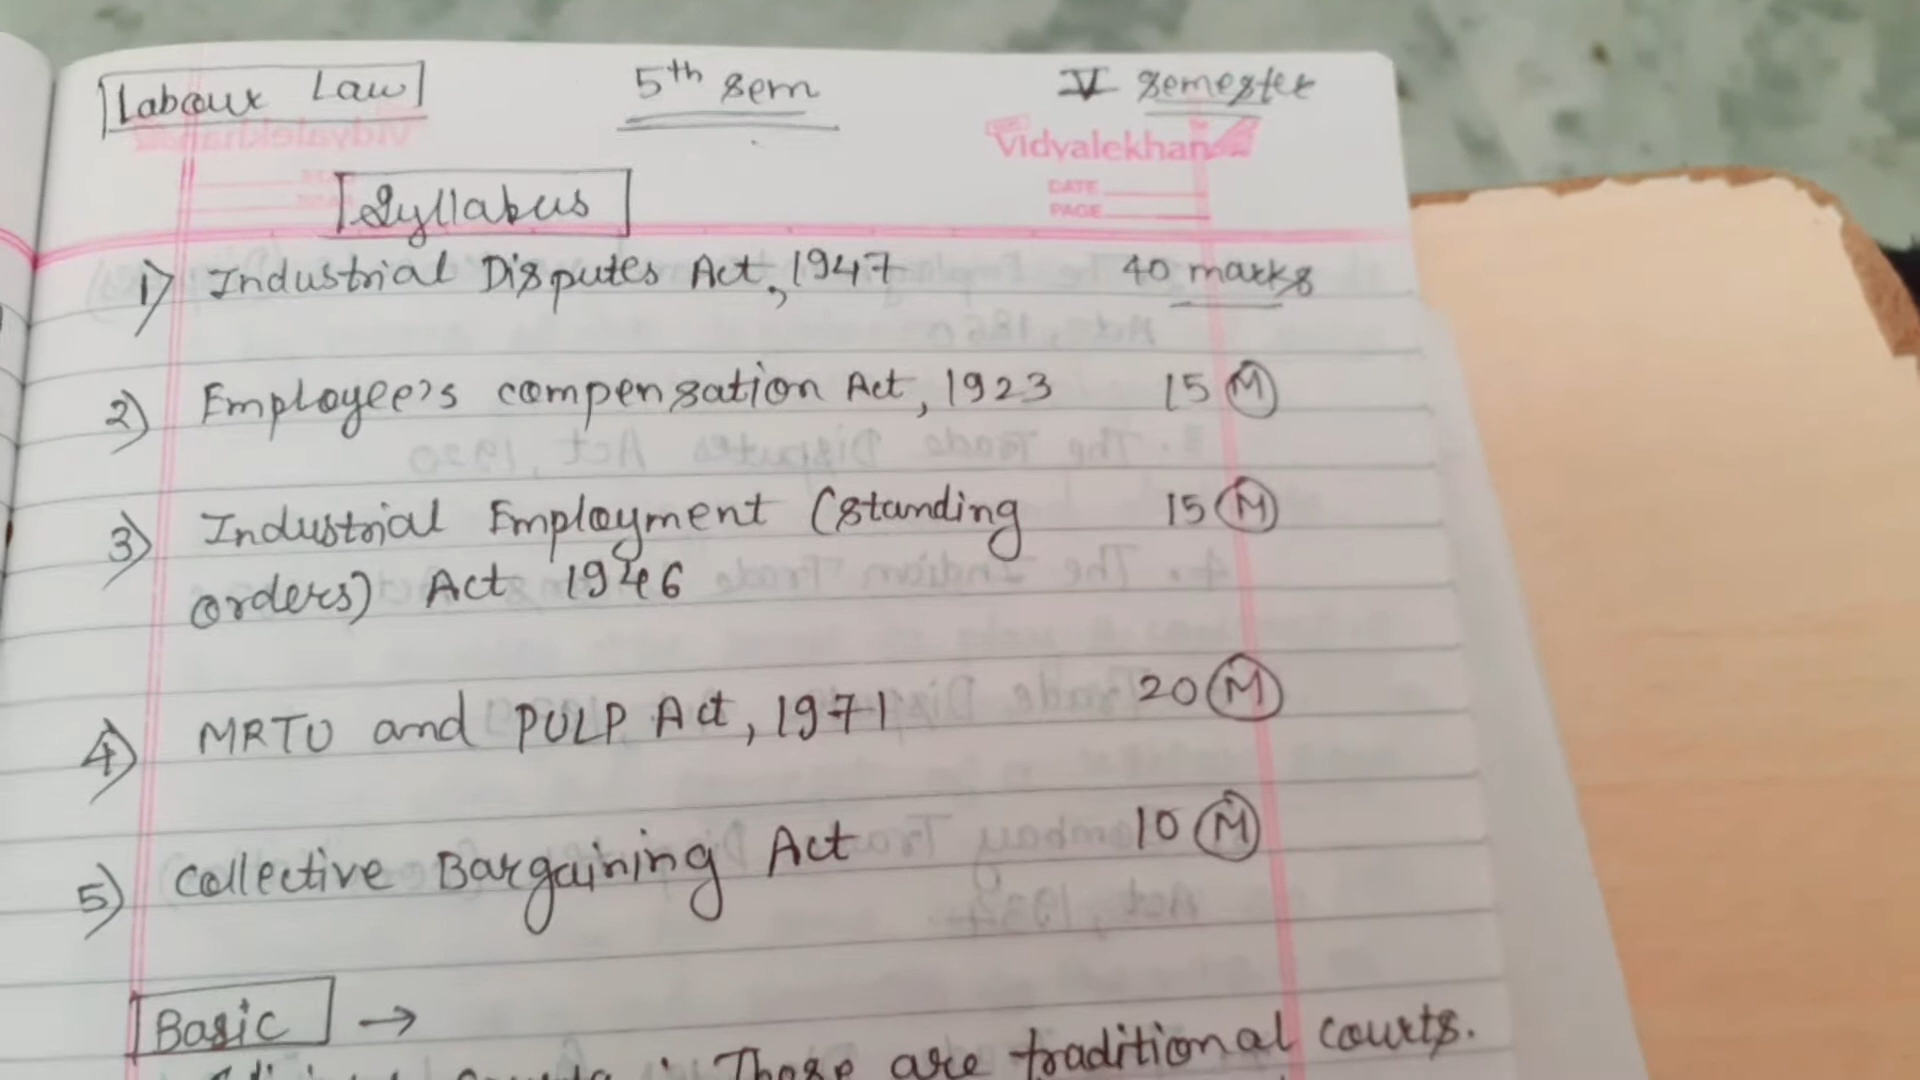 Labour Law 5th sem V semester
Vidyalekhan
DATE
PAGE
Syllabus
1) Industrial Disputes Act, 1947 40 marks
2) Employee's compensation Act, 1923 15 M
3) Industrial Employment (standing 15 M
orders) Act 1946
4) MRTU and PULP Act, 1971 20 M
5) Collective Bargaining Act 10 M
Basic →
These are traditional courts.